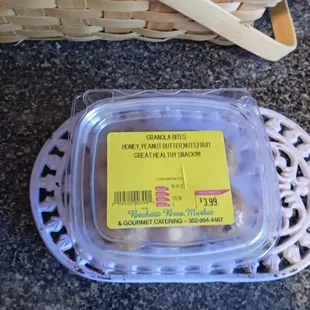 GRANOLA BITES
HONEY, PEANUT BUTTER,NUTS,FRUIT
GREAT HEALTHY SNACK!!!!!
$3.99
Bachetti Bros. Market
& GOURMET CATERING - 302-994-4467